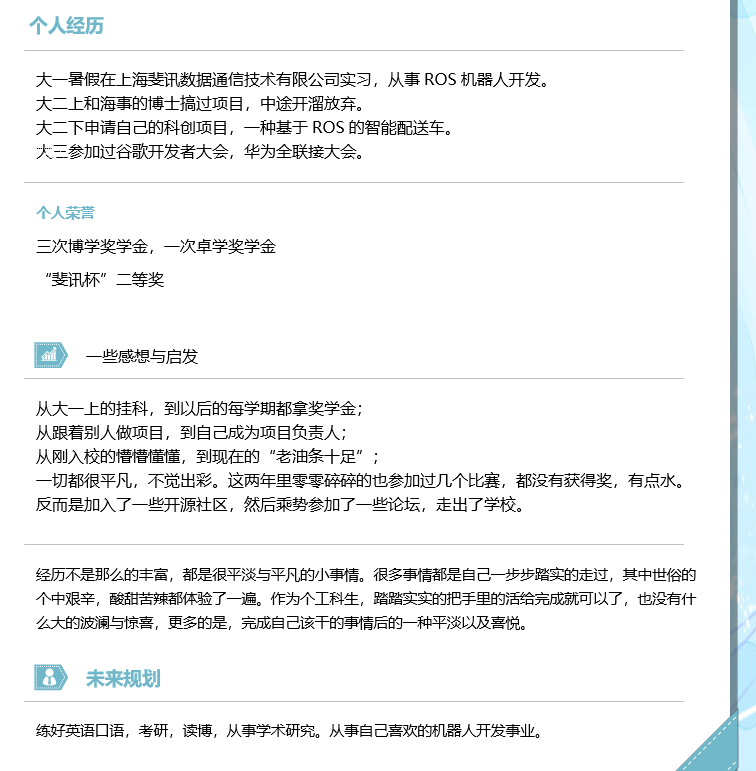 个人经历
大一暑假在上海斐讯数据通信技术有限公司实习，从事 ROS 机器人开发。
大二上和海事的博士搞过项目，中途开溜放弃。
大二下申请自己的科创项目，一种基于 ROS 的智能配送车。
大三参加过谷歌开发者大会，华为全联接大会。
个人荣誉
三次博学奖学金，一次卓学奖学金
“斐讯杯”二等奖
一些感想与启发
从大一上的挂科，到以后的每学期都拿奖学金；
从跟着别人做项目，到自己成为项目负责人；
从刚入校的懵懵懂懂，到现在的“老油条十足”；
一切都很平凡，不觉出彩。这两年里零零碎碎的也参加过几个比赛，都没有获得奖，有点水。
反而是加入了一些开源社区，然后乘势参加了一些论坛，走出了学校。
经历不是那么的丰富，都是很平淡与平凡的小事情。很多事情都是自己一步步踏实的走过，其中世俗的
个中艰辛，酸甜苦辣都体验了一遍。作为个工科生，踏踏实实的把手里的活给完成就可以了，也没有什
么大的波澜与惊喜，更多的是，完成自己该干的事情后的一种平淡以及喜悦。
未来规划
练好英语口语，考研，读博，从事学术研究。从事自己喜欢的机器人开发事业。